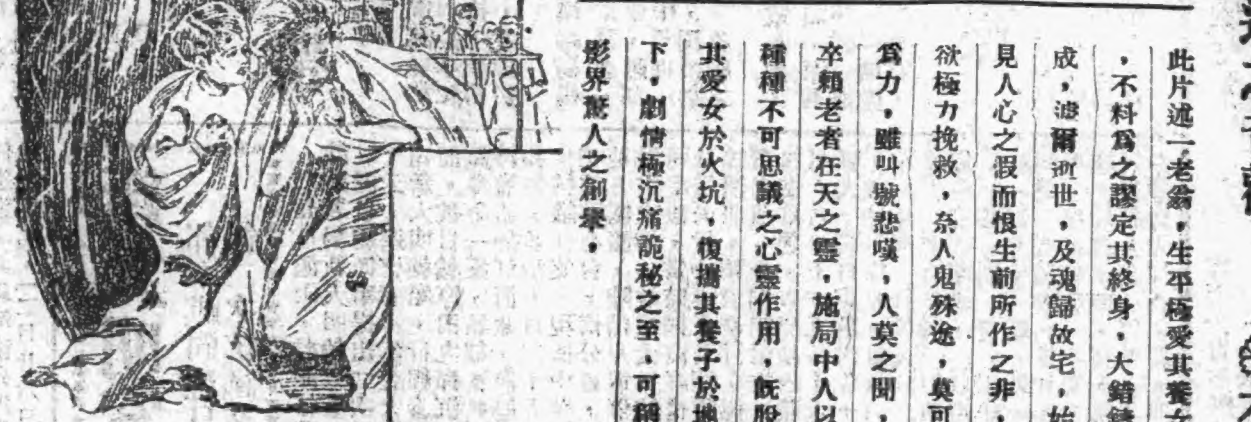 此片述一老翁，生平極愛其養女
，不料爲之謬定其終身，大錯鑄
成，遽爾逝世，及魂歸故宅，始
見人心之假而恨生前所作之非，
欲極力挽救，奈人鬼殊途，莫可
爲力，雖叫號悲嘆，人莫之聞，
卒賴老者在天之靈，施局中人以
種種不可思議之心靈作用，旣脫
其愛女於火坑，復攜其養子於地
下，劇情極沉痛詭秘之至，可稱
影界驚人之創舉，